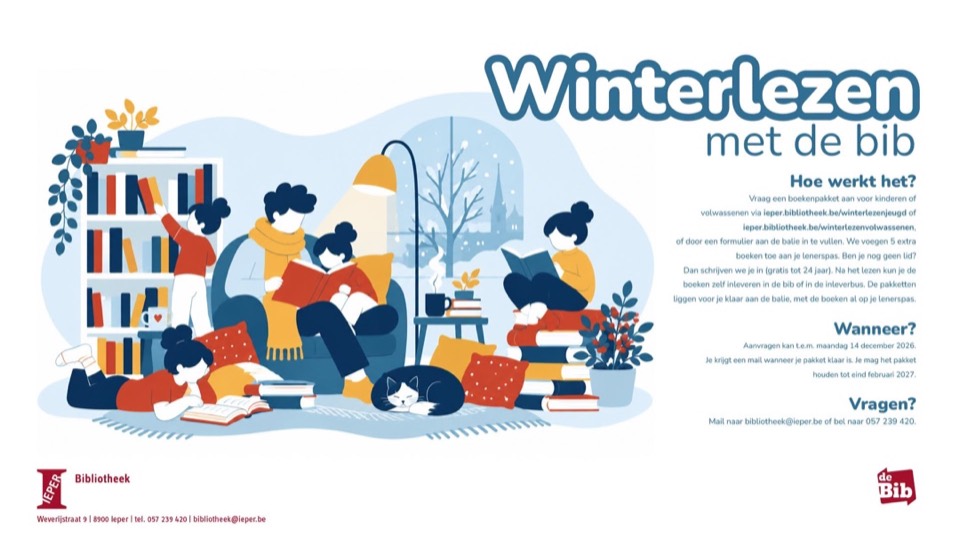 Winterlezen
met de bib
Hoe werkt het?
Vraag een boekenpakket aan voor kinderen of
volwassenen via ieper.bibliotheek.be/winterlezenjeugd of
ieper.bibliotheek.be/winterlezenvolwassenen,
of door een formulier aan de balie in te vullen. We voegen 5 extra
boeken toe aan je lenerspas. Ben je nog geen lid?
Dan schrijven we je in (gratis tot 24 jaar). Na het lezen kun je de
boeken zelf inleveren in de bib of in de inleverbus. De pakketten
liggen voor je klaar aan de balie, met de boeken al op je lenerspas.
Wanneer?
Aanvragen kan t.e.m. maandag 14 december 2026.
Je krijgt een mail wanneer je pakket klaar is. Je mag het pakket
houden tot eind februari 2027.
Vragen?
Mail naar bibliotheek@ieper.be of bel naar 057 239 420.
IEPER
Bibliotheek
Weverijstraat 9 | 8900 Ieper | tel. 057 239 420 | bibliotheek@ieper.be
de
Bib